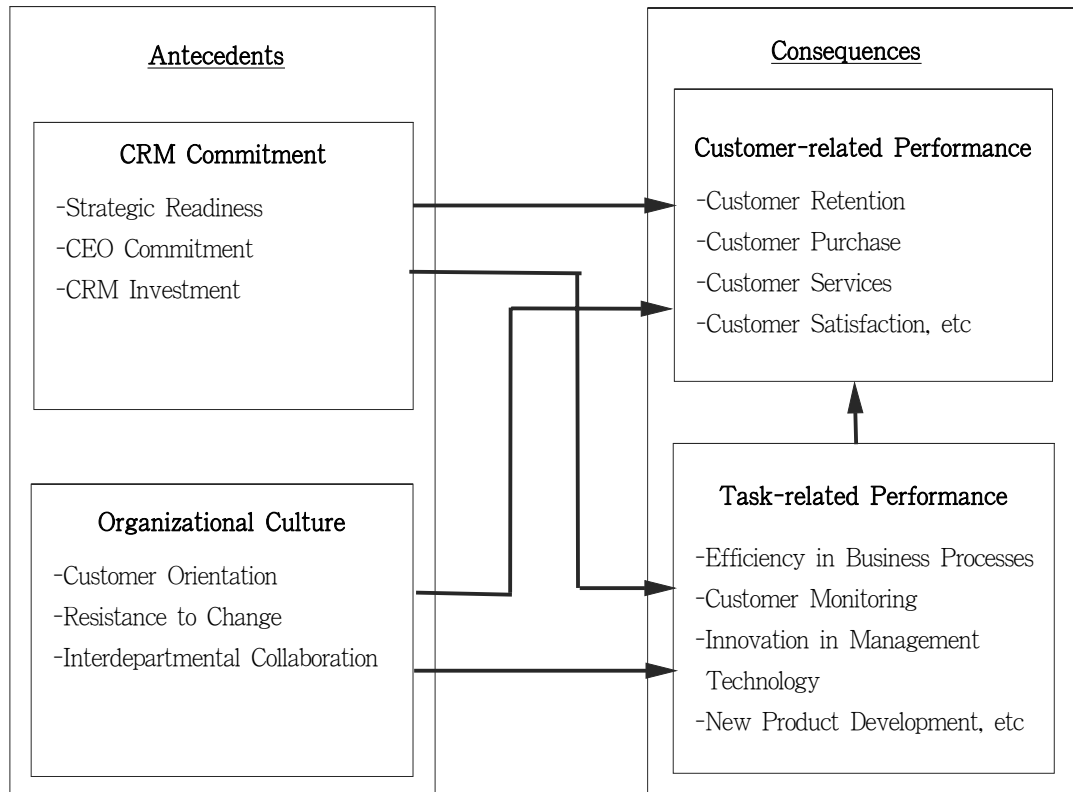 Antecedents
CRM Commitment
-Strategic Readiness
-CEO Commitment
-CRM Investment
Organizational Culture
-Customer Orientation
-Resistance to Change
-Interdepartmental Collaboration
Consequences
Customer-related Performance
-Customer Retention
-Customer Purchase
-Customer Services
-Customer Satisfaction, etc
Task-related Performance
-Efficiency in Business Processes
-Customer Monitoring
-Innovation in Management
Technology
-New Product Development, etc